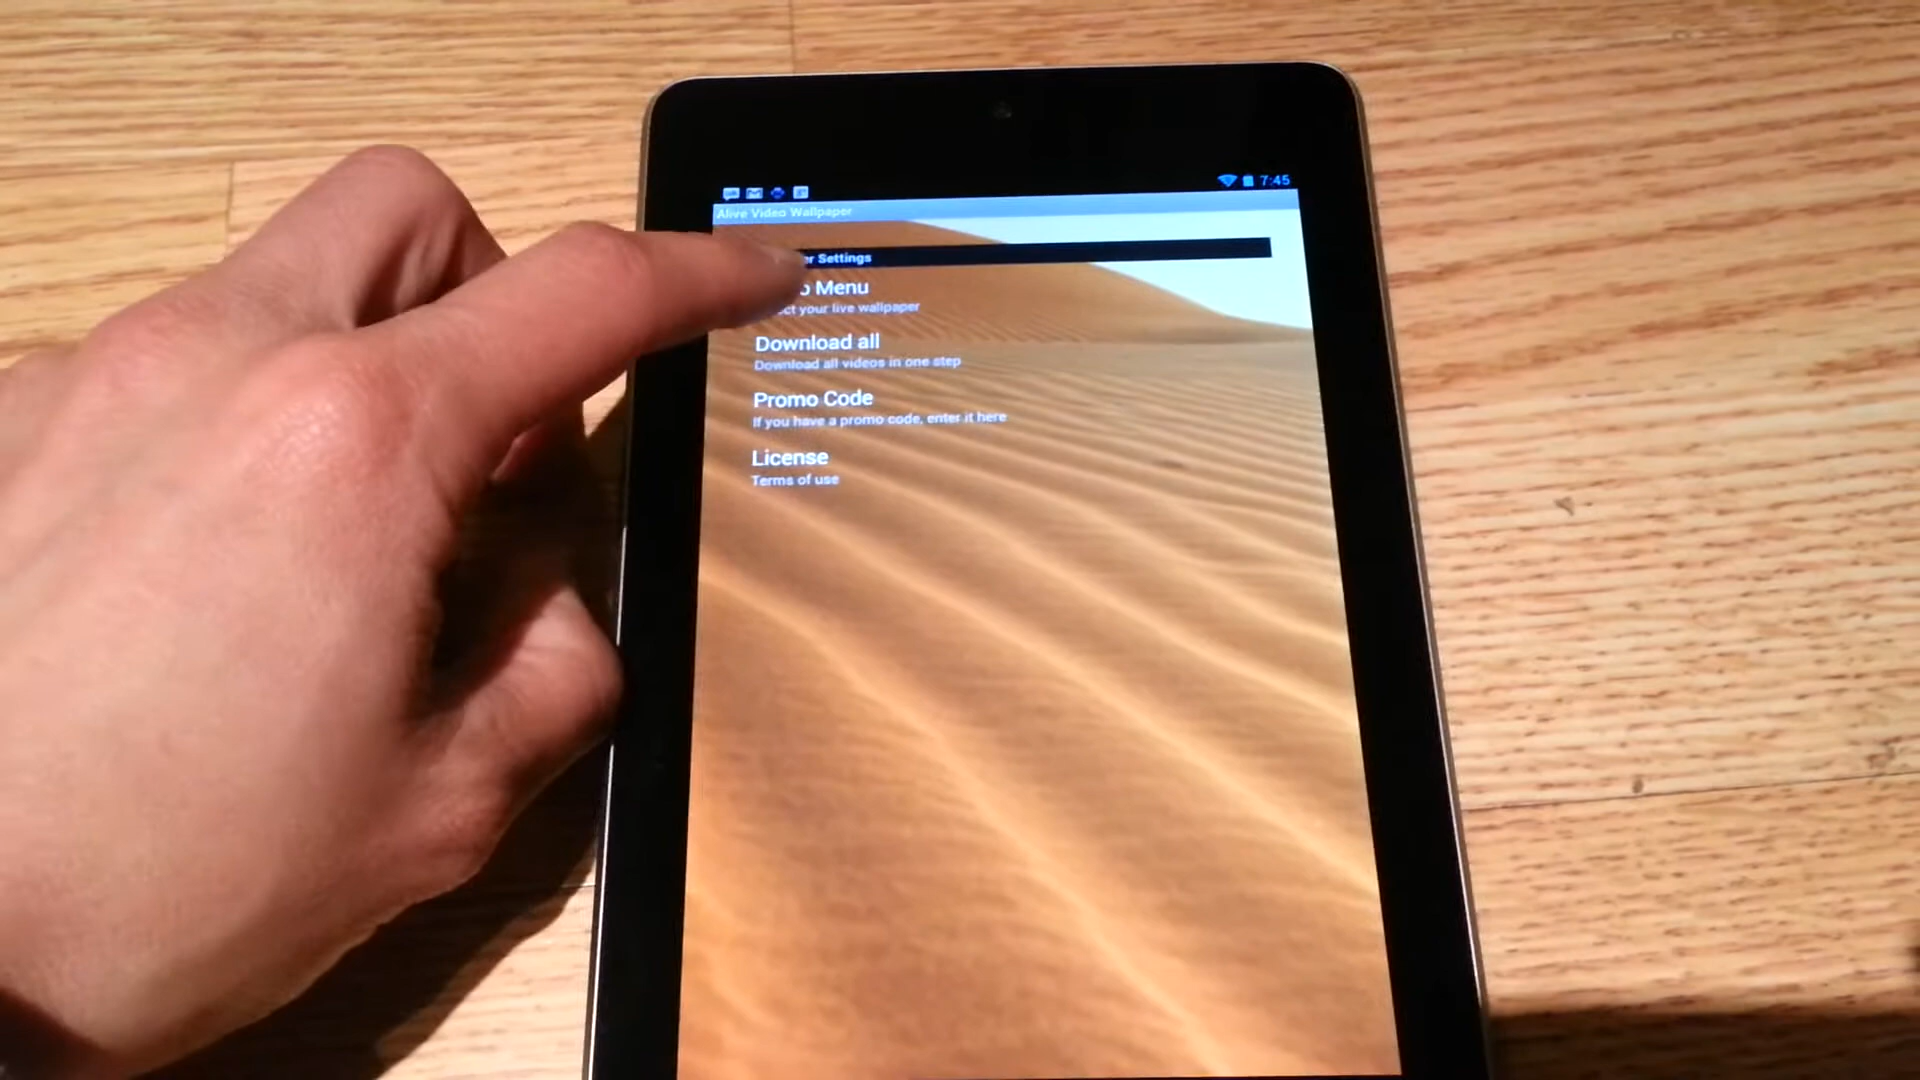 7:45
Alive Video Wallpaper
Settings
Menu
your live wallpaper
Download all
Download all videos in one step
Promo Code
If you have a promo code, enter it here
License
Terms of use